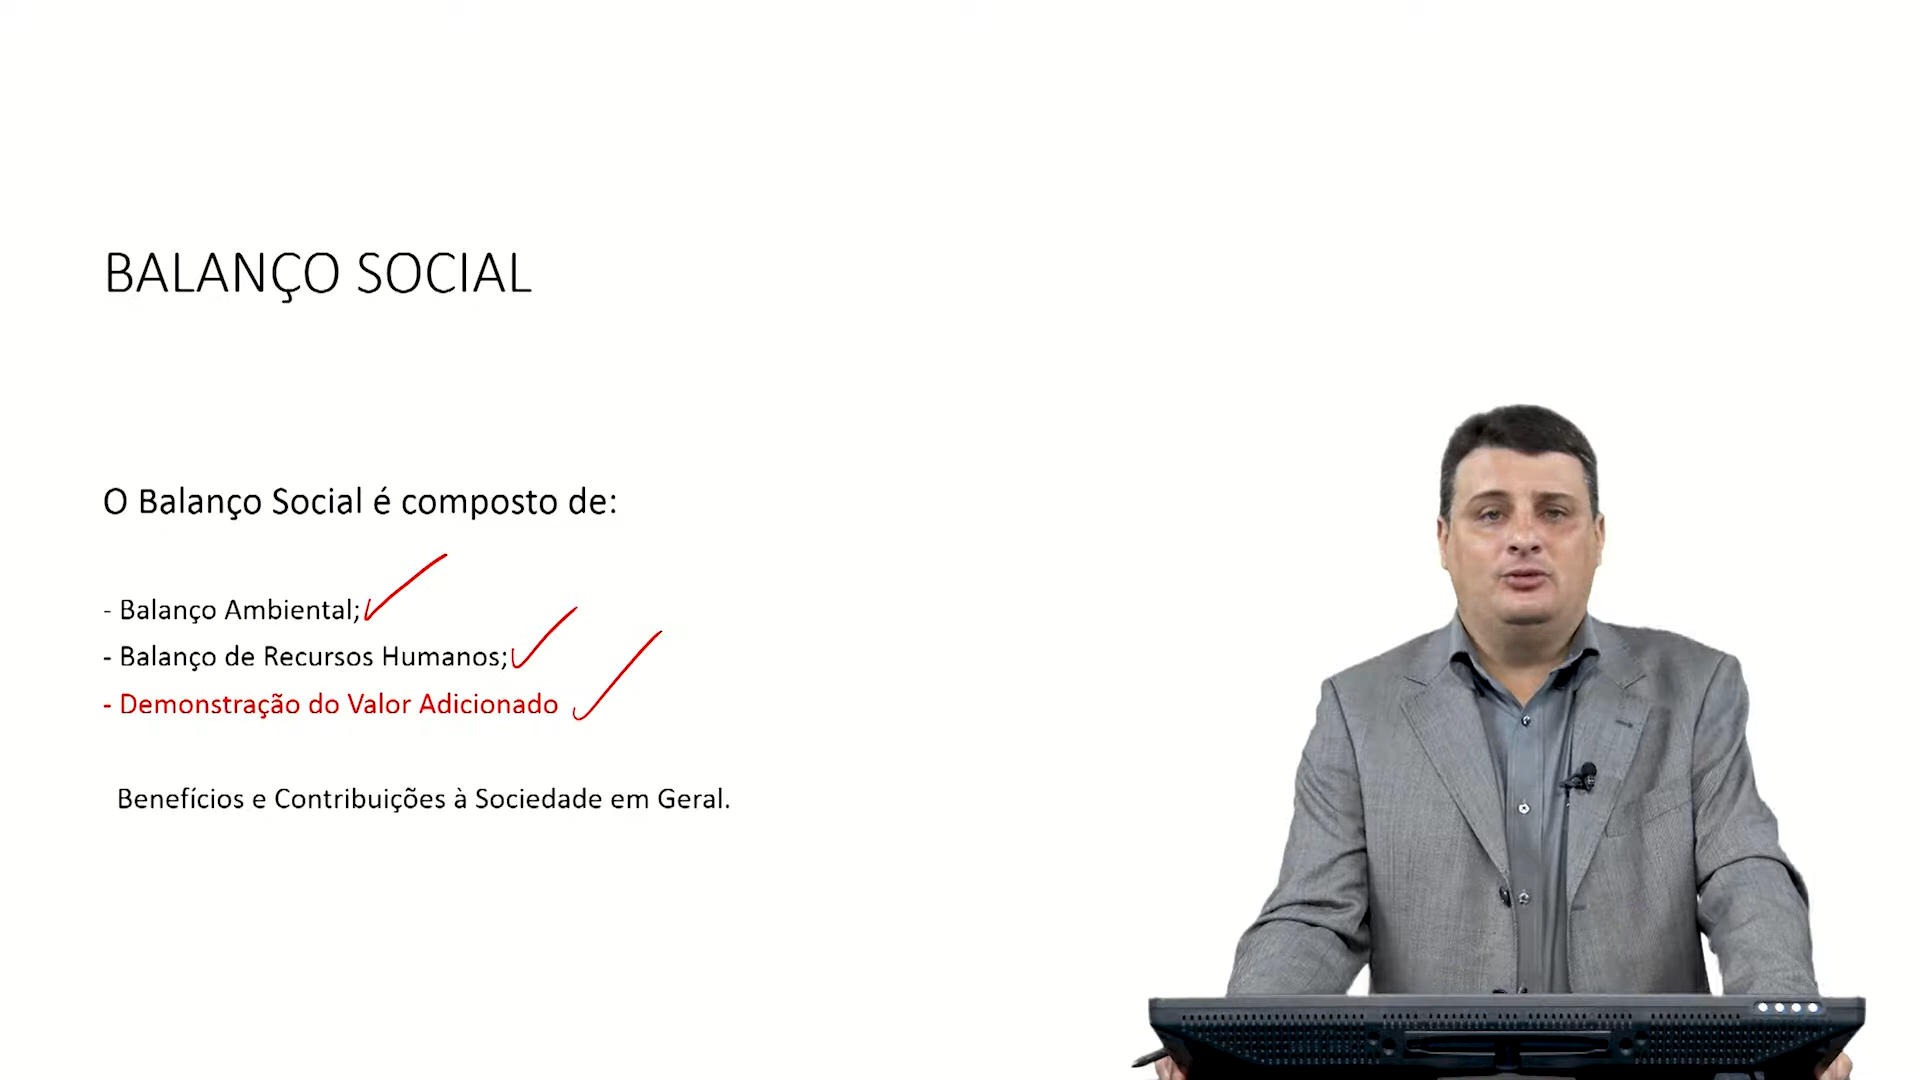 BALANÇO SOCIAL
O Balanço Social é composto de:
- Balanço Ambiental;
- Balanço de Recursos Humanos;
- Demonstração do Valor Adicionado
Benefícios e Contribuições à Sociedade em Geral.